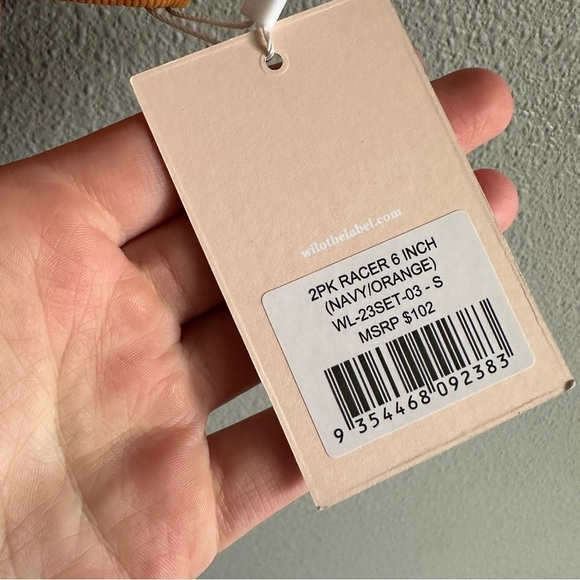 wilothelabel.com
2PK RACER 6 INCH
(NAVY/ORANGE)
WL-23SET-03 - S
MSRP $102
9 354468 092383